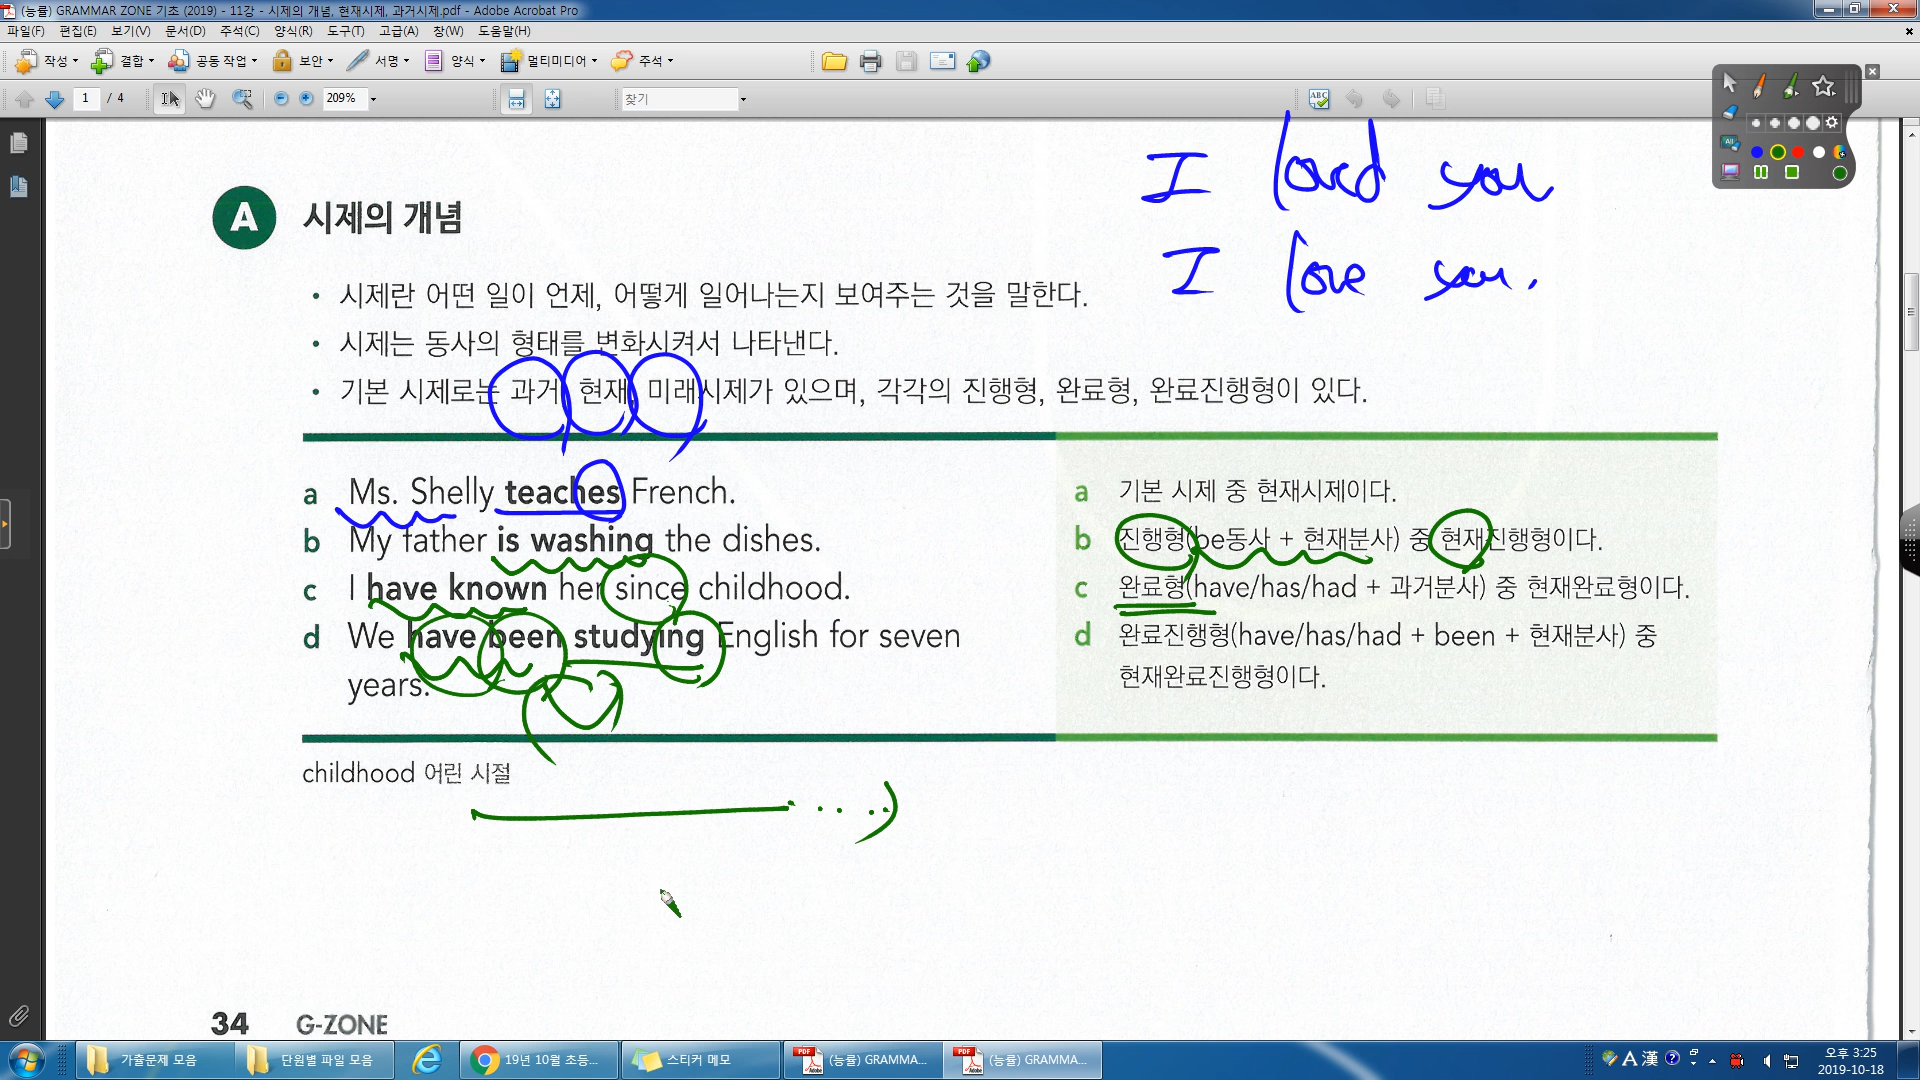 (능률) GRAMMAR ZONE 기초 (2019) - 11강 - 시제의 개념, 현재시제, 과거시제.pdf - Adobe Acrobat Pro
파일(F) 편집(E) 보기(V) 문서(D) 주석(C) 양식(R) 도구(T) 고급(A) 창(W) 도움말(H)
작성 결합 공동 작업 보안 서명 양식 멀티미디어 주석
1 / 4 209% 찾기
I loved you
A 시제의 개념
I love you.
• 시제란 어떤 일이 언제, 어떻게 일어나는지 보여주는 것을 말한다.
• 시제는 동사의 형태를 변화시켜서 나타낸다.
• 기본 시제로는 과거, 현재, 미래시제가 있으며, 각각의 진행형, 완료형, 완료진행형이 있다.
a Ms. Shelly teaches French.
b My father is washing the dishes.
c I have known her since childhood.
d We have been studying English for seven
years.
a 기본 시제 중 현재시제이다.
b 진행형(be동사 + 현재분사) 중 현재진행형이다.
c 완료형(have/has/had + 과거분사) 중 현재완료형이다.
d 완료진행형(have/has/had + been + 현재분사) 중
현재완료진행형이다.
childhood 어린 시절
34 G-ZONE
가출문제 모음 단원별 파일 모음 19년 10월 초등... 스티커 메모 (능률) GRAMMA... (능률) GRAMMA... A 漢 오후 3:25
2019-10-18